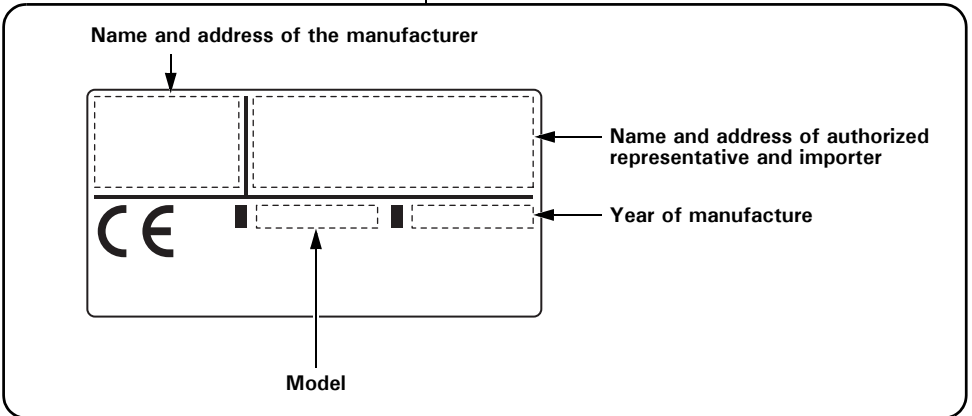 Name and address of the manufacturer
Name and address of authorized
representative and importer
CE
Year of manufacture
Model